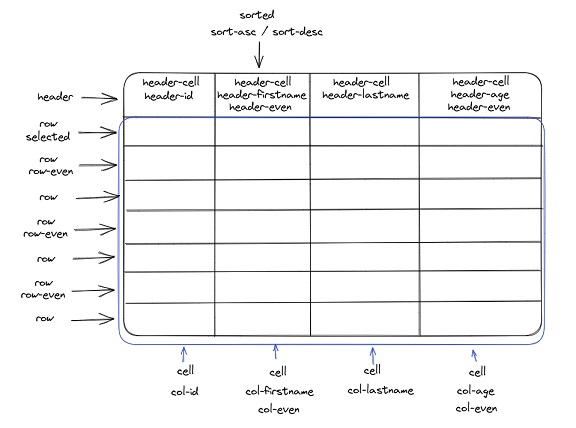 sorted
sort-asc / sort-desc
header-cell
header-id
header-cell
header-firstname
header-even
header-cell
header-lastname
header-cell
header-age
header-even
header
row
selected
row
row-even
row
row
row-even
row
row
row-even
row
cell
col-id
cell
col-firstname
col-even
cell
col-lastname
cell
col-age
col-even